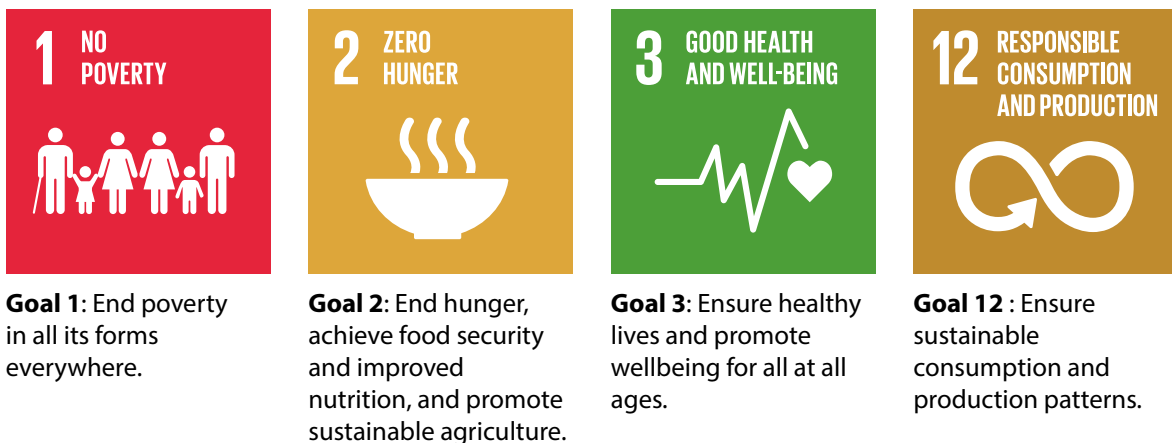 1 NO
POVERTY
2 ZERO
HUNGER
3 GOOD HEALTH
AND WELL-BEING
12 RESPONSIBLE
CONSUMPTION
AND PRODUCTION
Goal 1: End poverty
in all its forms
everywhere.
Goal 2: End hunger,
achieve food security
and improved
nutrition, and promote
sustainable agriculture.
Goal 3: Ensure healthy
lives and promote
wellbeing for all at all
ages.
Goal 12 : Ensure
sustainable
consumption and
production patterns.